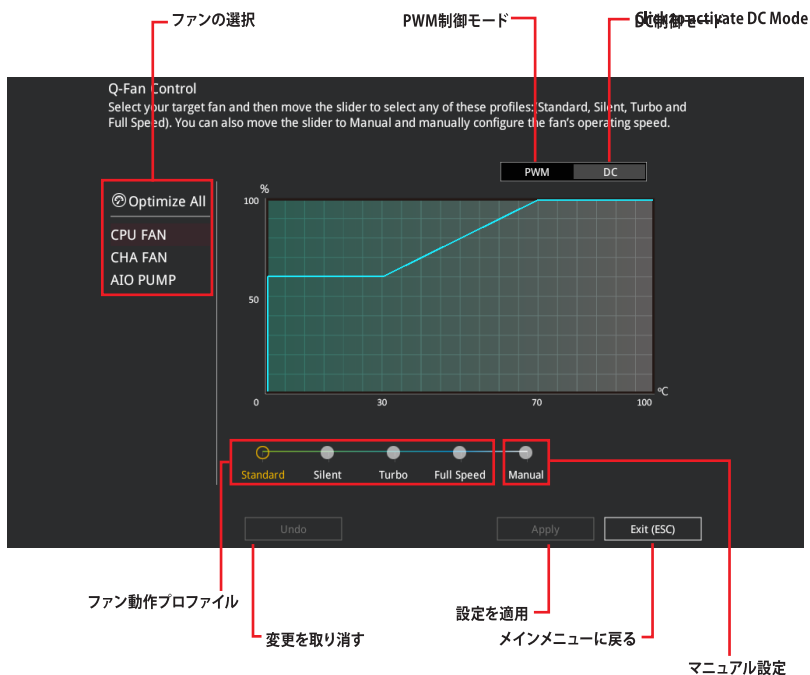 ファンの選択
PWM制御モード
DC制御モード
Click to activate DC Mode
Q-Fan Control
Select your target fan and then move the slider to select any of these profiles:(Standard, Silent, Turbo and
Full Speed). You can also move the slider to Manual and manually configure the fan's operating speed.
PWM
DC
Optimize All
CPU FAN
CHA FAN
AIO PUMP
%
100
50
0
30
70
100
ºC
Standard
Silent
Turbo
Full Speed
Manual
Undo
Apply
Exit (ESC)
ファン動作プロファイル
変更を取り消す
設定を適用
メインメニューに戻る
マニュアル設定